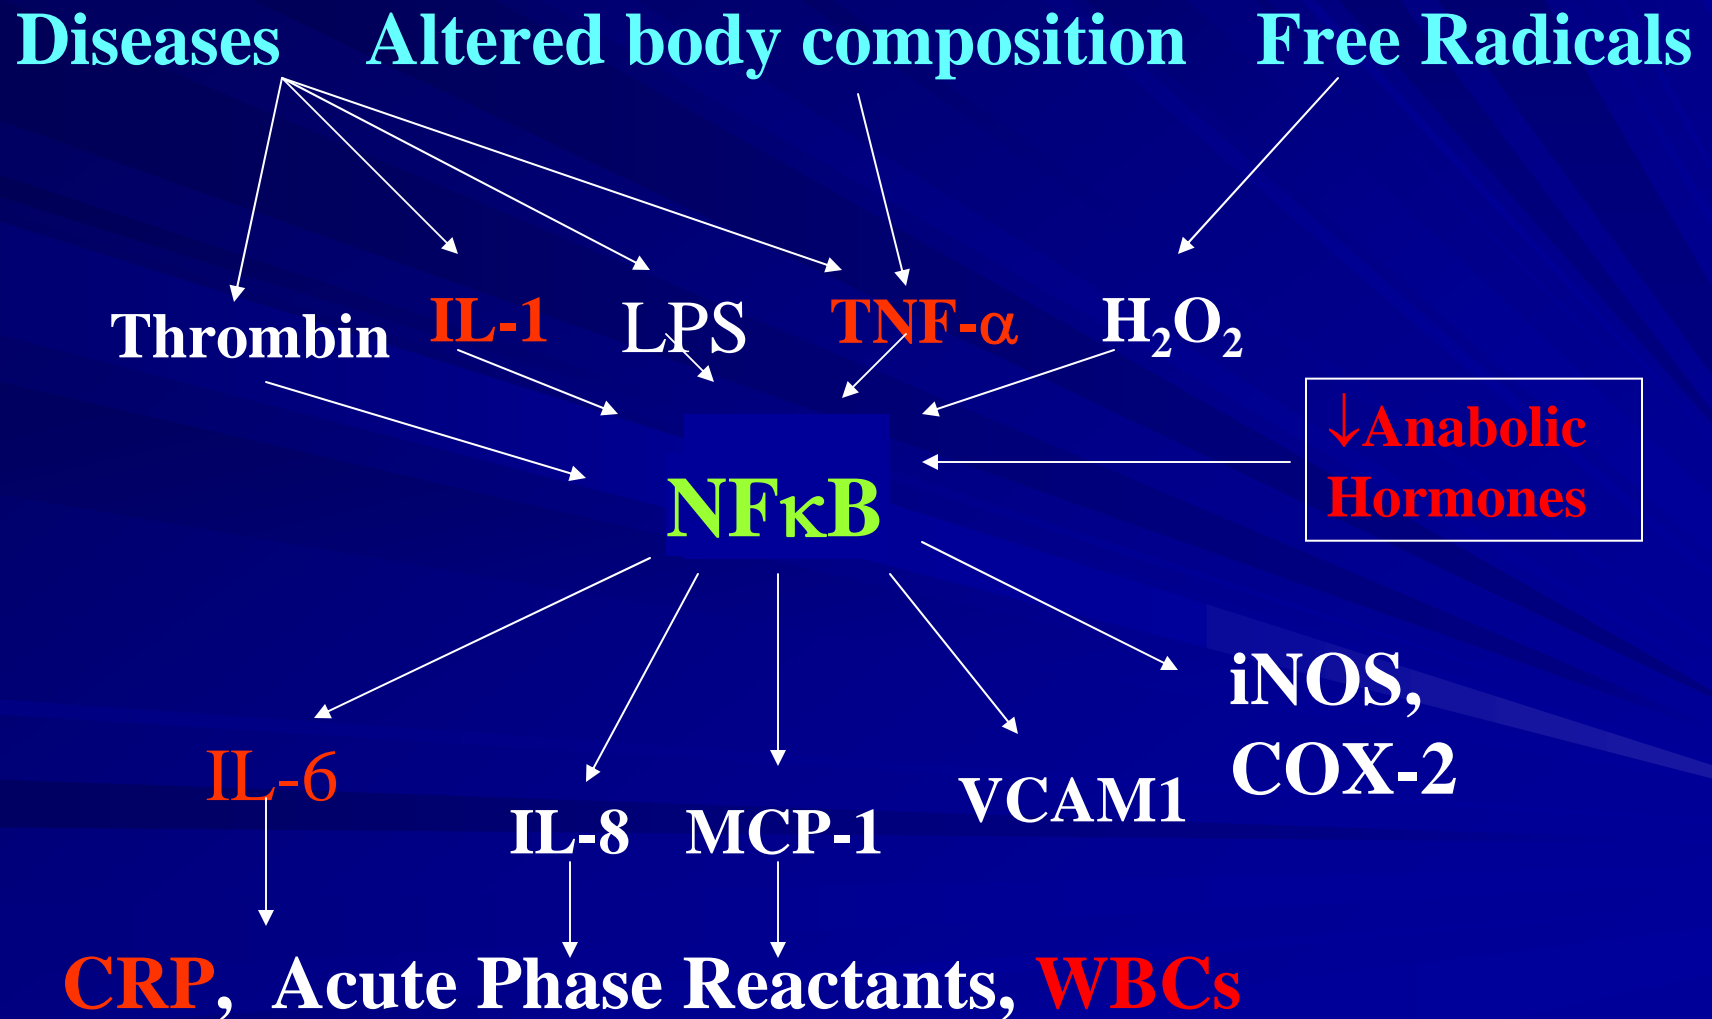 Diseases Altered body composition Free Radicals
Thrombin IL-1 LPS TNF-α H₂O₂
↓Anabolic
Hormones
NFκB
iNOS,
COX-2
IL-6
IL-8 MCP-1 VCAM1
CRP, Acute Phase Reactants, WBCs